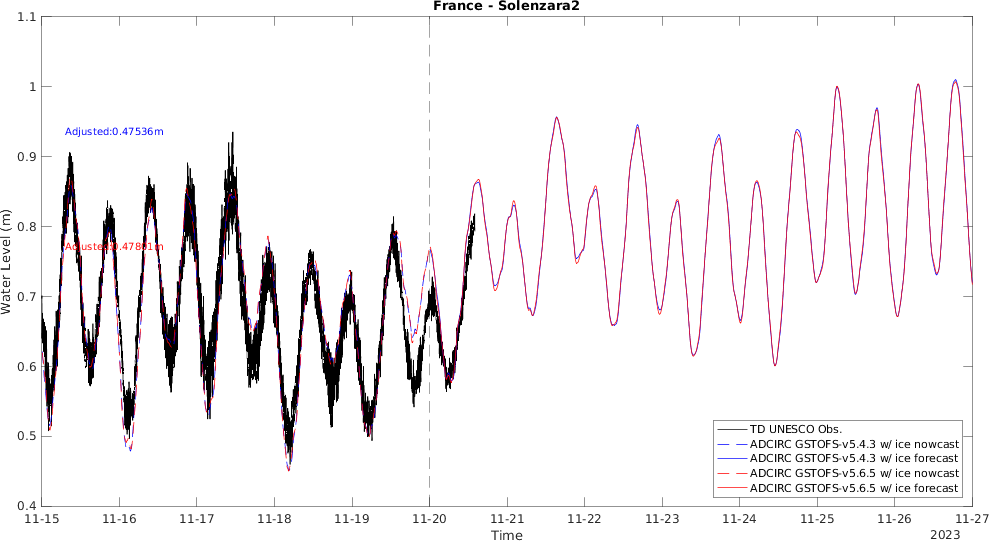 France - Solenzara2
1.1
1
0.9
0.8
0.7
0.6
0.5
0.4
Water Level (m)
Adjusted:0.47536m
Adjusted:0.47801m
TD UNESCO Obs.
ADCIRC GSTOFS-v5.4.3 w/ ice nowcast
ADCIRC GSTOFS-v5.4.3 w/ ice forecast
ADCIRC GSTOFS-v5.6.5 w/ ice nowcast
ADCIRC GSTOFS-v5.6.5 w/ ice forecast
11-15 11-16 11-17 11-18 11-19 11-20 11-21 11-22 11-23 11-24 11-25 11-26 11-27
Time
2023